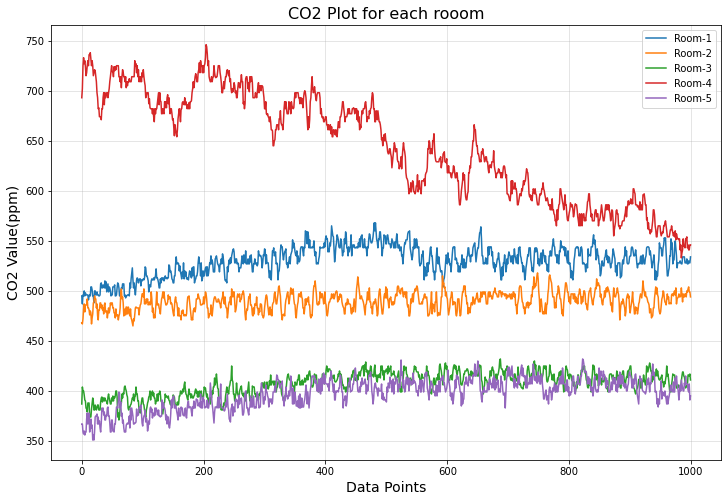 CO2 Plot for each rooom
CO2 Value(ppm)
750
700
650
600
550
500
450
400
350
Room-1
Room-2
Room-3
Room-4
Room-5
0 200 400 600 800 1000
Data Points